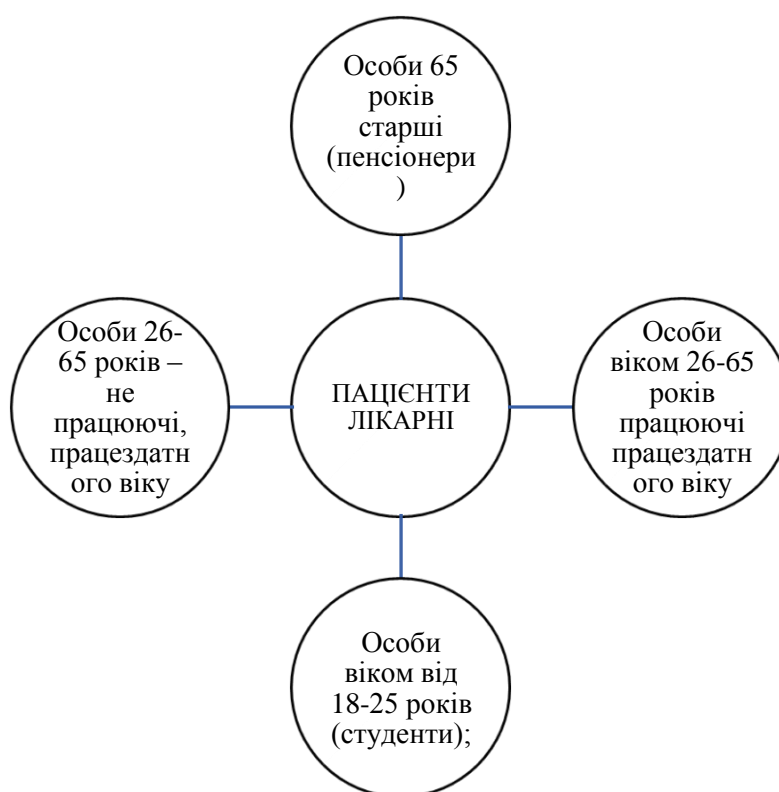 Особи 65
років
старші
(пенсіонери
)
Особи 26-
65 років –
не
працюючі,
працездатн
ого віку
ПАЦІЄНТИ
ЛІКАРНІ
Особи
віком 26-65
років
працюючі
працездатн
ого віку
Особи
віком від
18-25 років
(студенти);